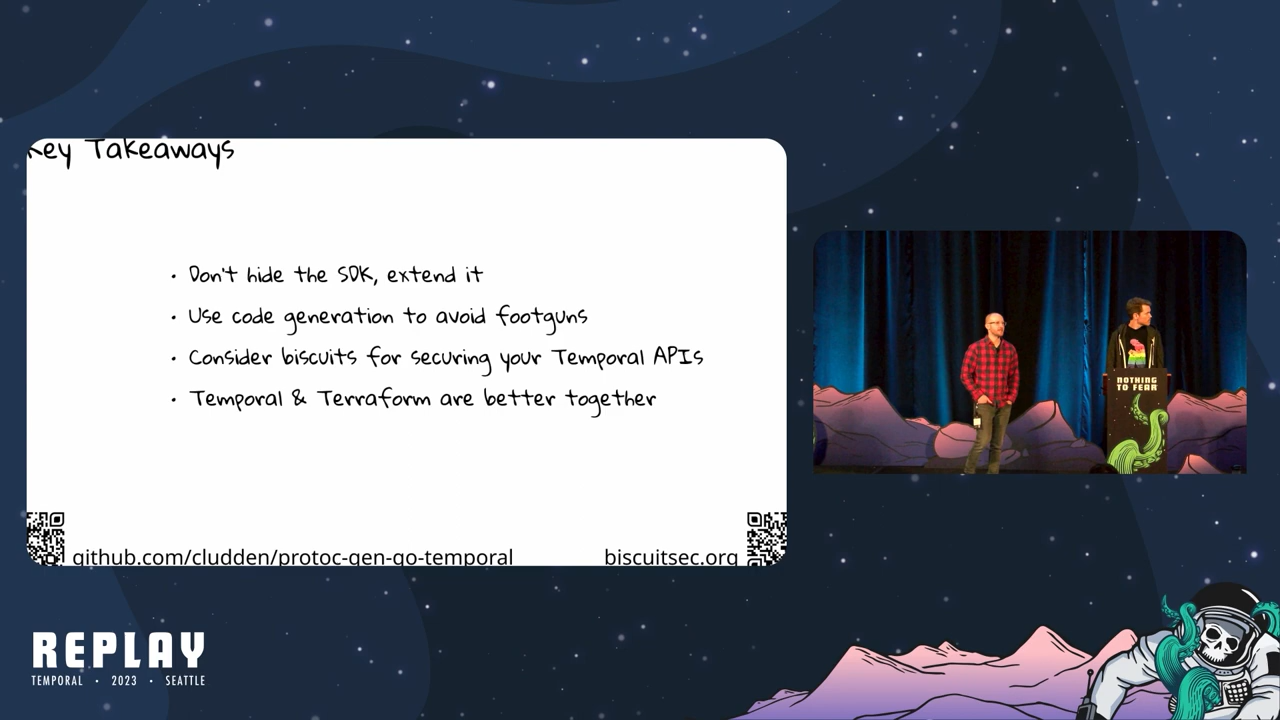 Key Takeaways
· Don't hide the SDK, extend it
· Use code generation to avoid footguns
· Consider biscuits for securing your Temporal APIs
· Temporal & Terraform are better together
github.com/cludden/protoc-gen-go-temporal
biscuitsec.org
NOTHING
TO FEAR
REPLAY
TEMPORAL · 2023 · SEATTLE